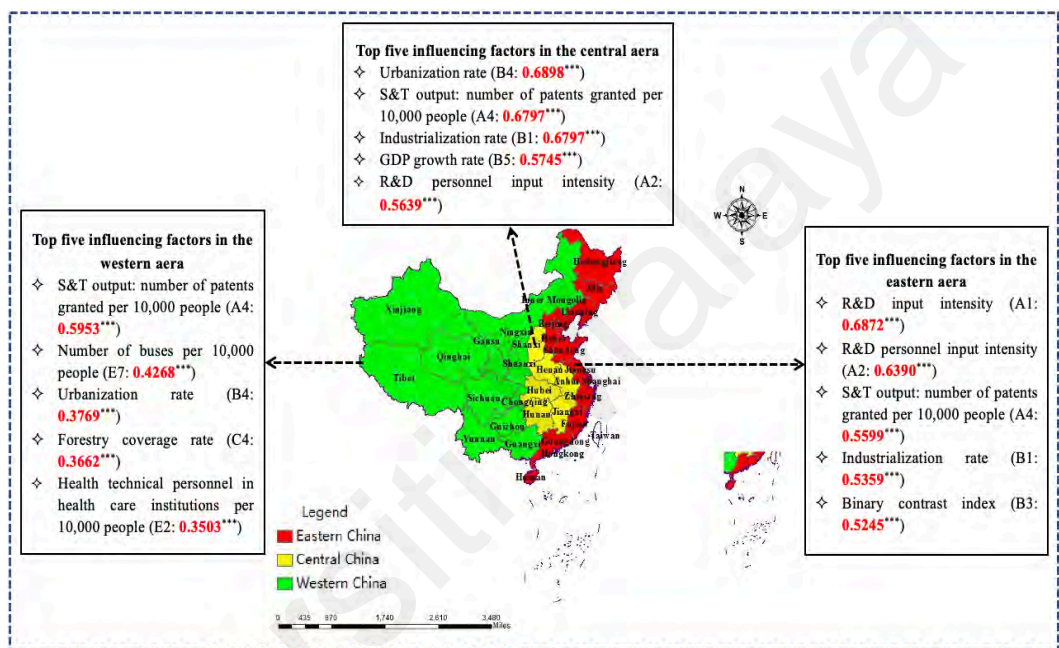 Top five influencing factors in the central aera
✧ Urbanization rate (B4: 0.6898***)
✧ S&T output: number of patents granted per
10,000 people (A4: 0.6797***)
✧ Industrialization rate (B1: 0.6797***)
✧ GDP growth rate (B5: 0.5745***)
✧ R&D personnel input intensity (A2:
0.5639***)
Top five influencing factors in the
western aera
✧ S&T output: number of patents
granted per 10,000 people (A4:
0.5953***)
✧ Number of buses per 10,000
people (E7: 0.4268***)
✧ Urbanization rate (B4:
0.3769***)
✧ Forestry coverage rate (C4:
0.3662***)
✧ Health technical personnel in
health care institutions per
10,000 people (E2: 0.3503***)
N
W E
S
Top five influencing factors in the
eastern aera
✧ R&D input intensity (A1:
0.6872***)
✧ R&D personnel input intensity
(A2: 0.6390***)
✧ S&T output: number of patents
granted per 10,000 people (A4:
0.5599***)
✧ Industrialization rate (B1:
0.5359***)
✧ Binary contrast index (B3:
0.5245***)
Heilongjiang
Jilin
Liaoning
Inner Mongolia
Xinjiang
Beijing
Ningxia
Gansu
Shanxi
Hebei
Shandong
Qinghai
Shaanxi
Henan
Jiangsu
Tibet
Anhui
Shanghai
Hubei
Sichuan
Chongqing
Zhejiang
Hunan
Jiangxi
Guizhou
Fujian
Yunnan
Guangxi
Guangdong
Taiwan
Hongkong
Hainan
Legend
Eastern China
Central China
Western China
0 435 870 1,740 2,610 3,480
Miles